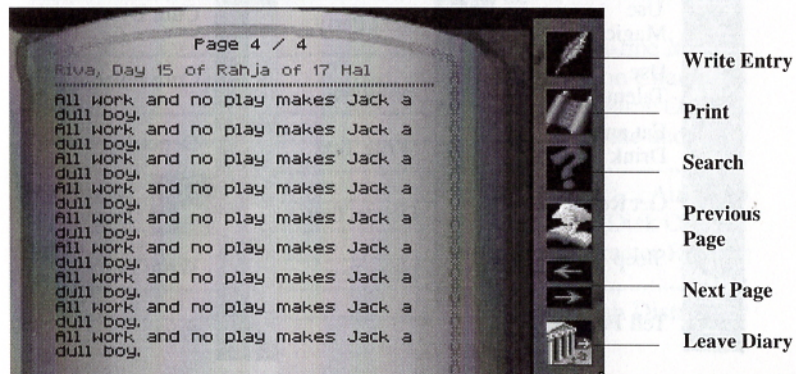 Page 4 / 4
Riva, Day 15 of Rahja of 17 Hal
All work and no play makes Jack a
dull boy.
All work and no play makes Jack a
dull boy.
All work and no play makes Jack a
dull boy.
All work and no play makes Jack a
dull boy.
All work and no play makes Jack a
dull boy.
All work and no play makes Jack a
dull boy.
All work and no play makes Jack a
dull boy.
All work and no play makes Jack a
dull boy.
All work and no play makes Jack a
dull boy.
Write Entry
Print
Search
Previous
Page
Next Page
Leave Diary